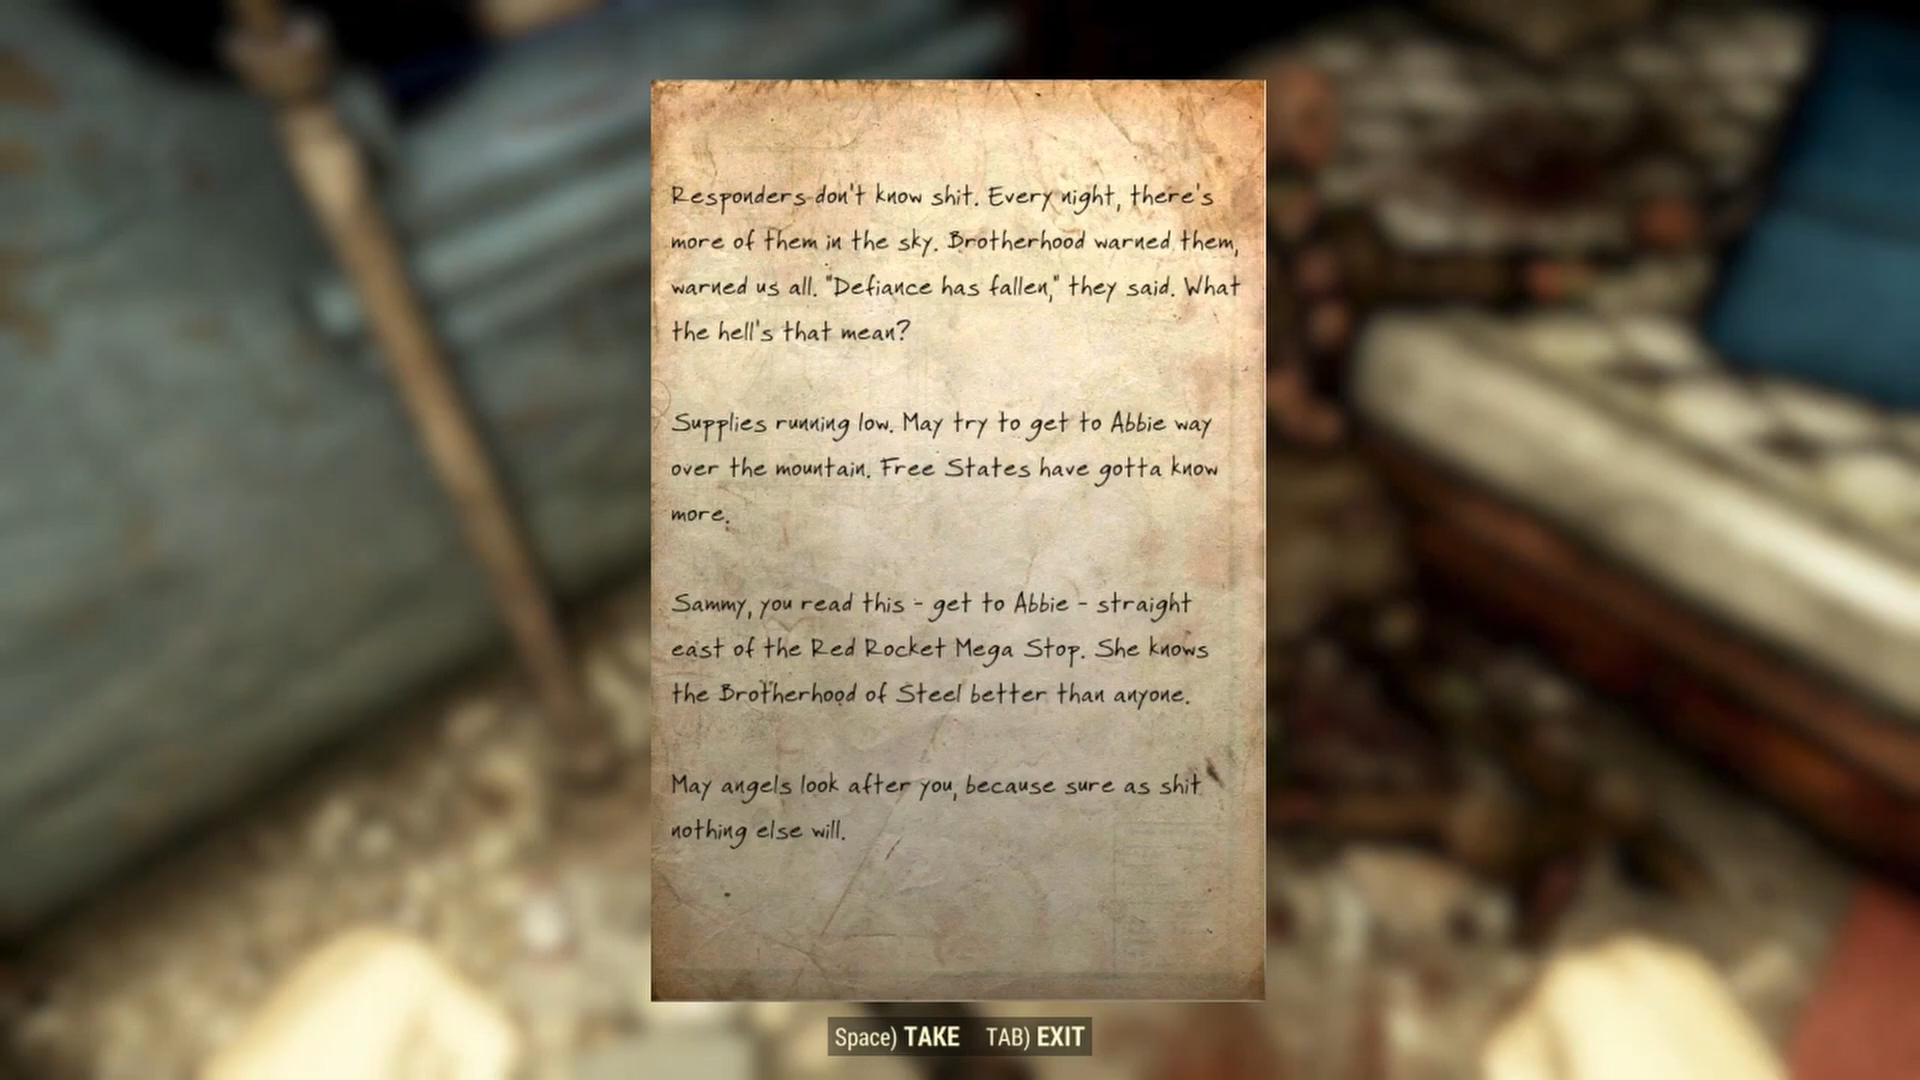 Responders don't know shit. Every night, there's
more of them in the sky. Brotherhood warned them,
warned us all. "Defiance has fallen," they said. What
the hell's that mean?
Supplies running low. May try to get to Abbie way
over the mountain. Free States have gotta know
more.
Sammy, you read this - get to Abbie - straight
east of the Red Rocket Mega Stop. She knows
the Brotherhood of Steel better than anyone.
May angels look after you, because sure as shit
nothing else will.
Space) TAKE TAB) EXIT